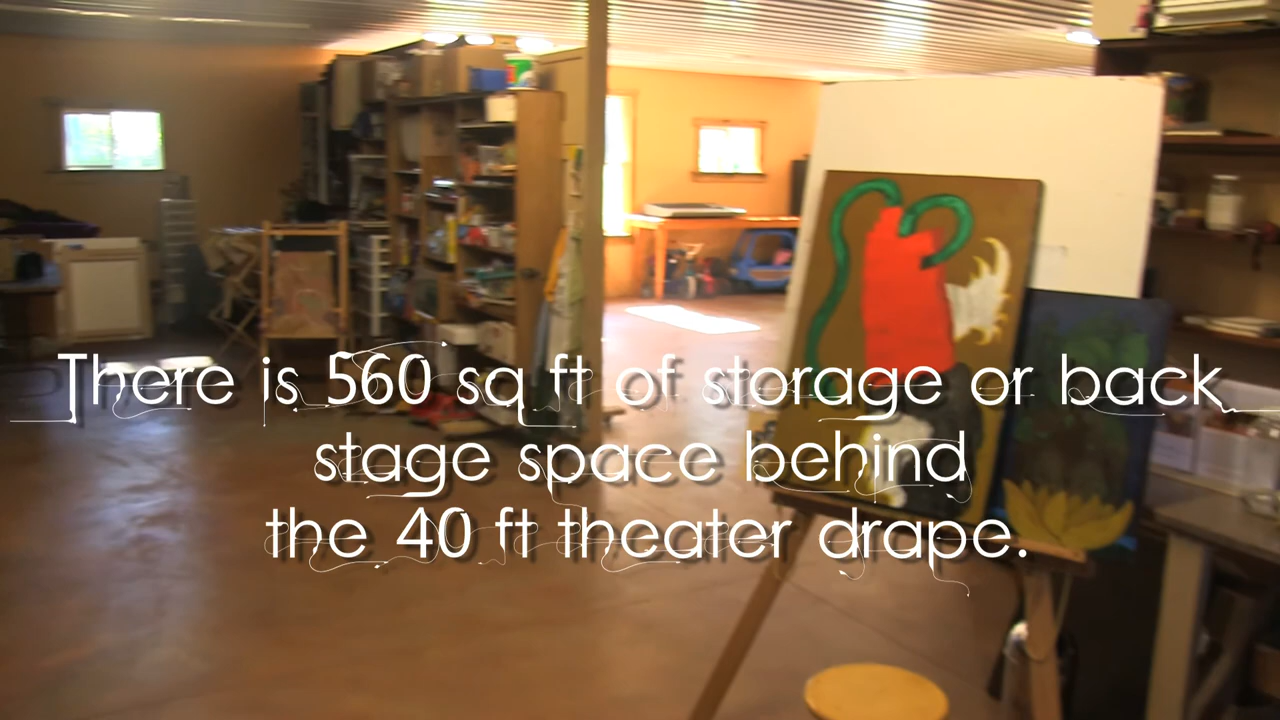 There is 560 sq ft of storage or back
stage space behind
the 40 ft theater drape.